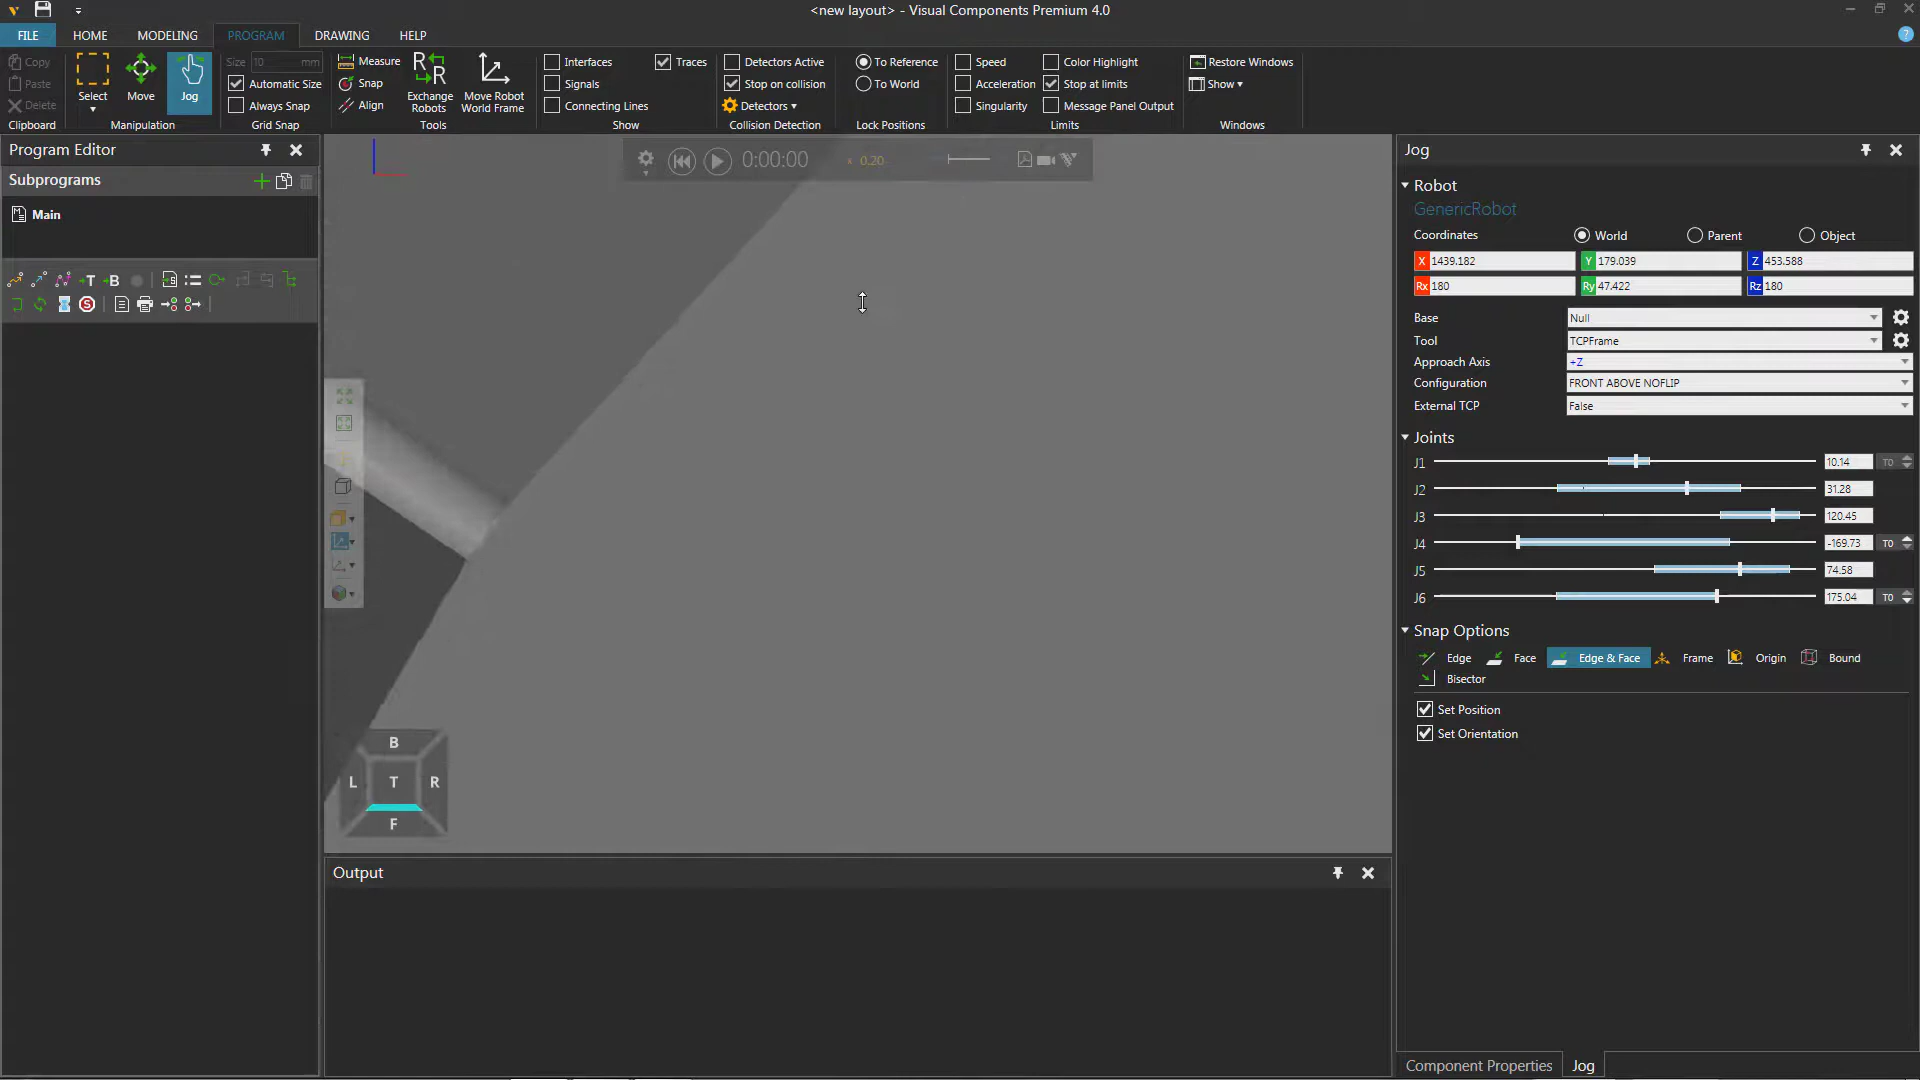 <new layout> - Visual Components Premium 4.0
FILE HOME MODELING PROGRAM DRAWING HELP
Copy
Paste
Delete
Clipboard
Select
Move
Jog
Manipulation
Size 10 mm
Automatic Size
Always Snap
Grid Snap
Measure
Snap
Align
Exchange Robots
Move Robot World Frame
Tools
Interfaces
Signals
Connecting Lines
Traces
Show
Detectors Active
Stop on collision
Detectors
Collision Detection
To Reference
To World
Lock Positions
Speed
Acceleration
Singularity
Color Highlight
Stop at limits
Message Panel Output
Limits
Restore Windows
Show
Windows
Program Editor
Subprograms
Main
0:00:00 x 0.20
B
L T R
F
Output
Jog
Robot
GenericRobot
Coordinates World Parent Object
X 1439.182 Y 179.039 Z 453.588
Rx 180 Ry 47.422 Rz 180
Base Null
Tool TCPFrame
Approach Axis +Z
Configuration FRONT ABOVE NOFLIP
External TCP False
Joints
J1 10.14 T0
J2 31.28
J3 120.45
J4 -169.73 T0
J5 74.58
J6 175.04 T0
Snap Options
Edge Face Edge & Face Frame Origin Bound
Bisector
Set Position
Set Orientation
Component Properties Jog